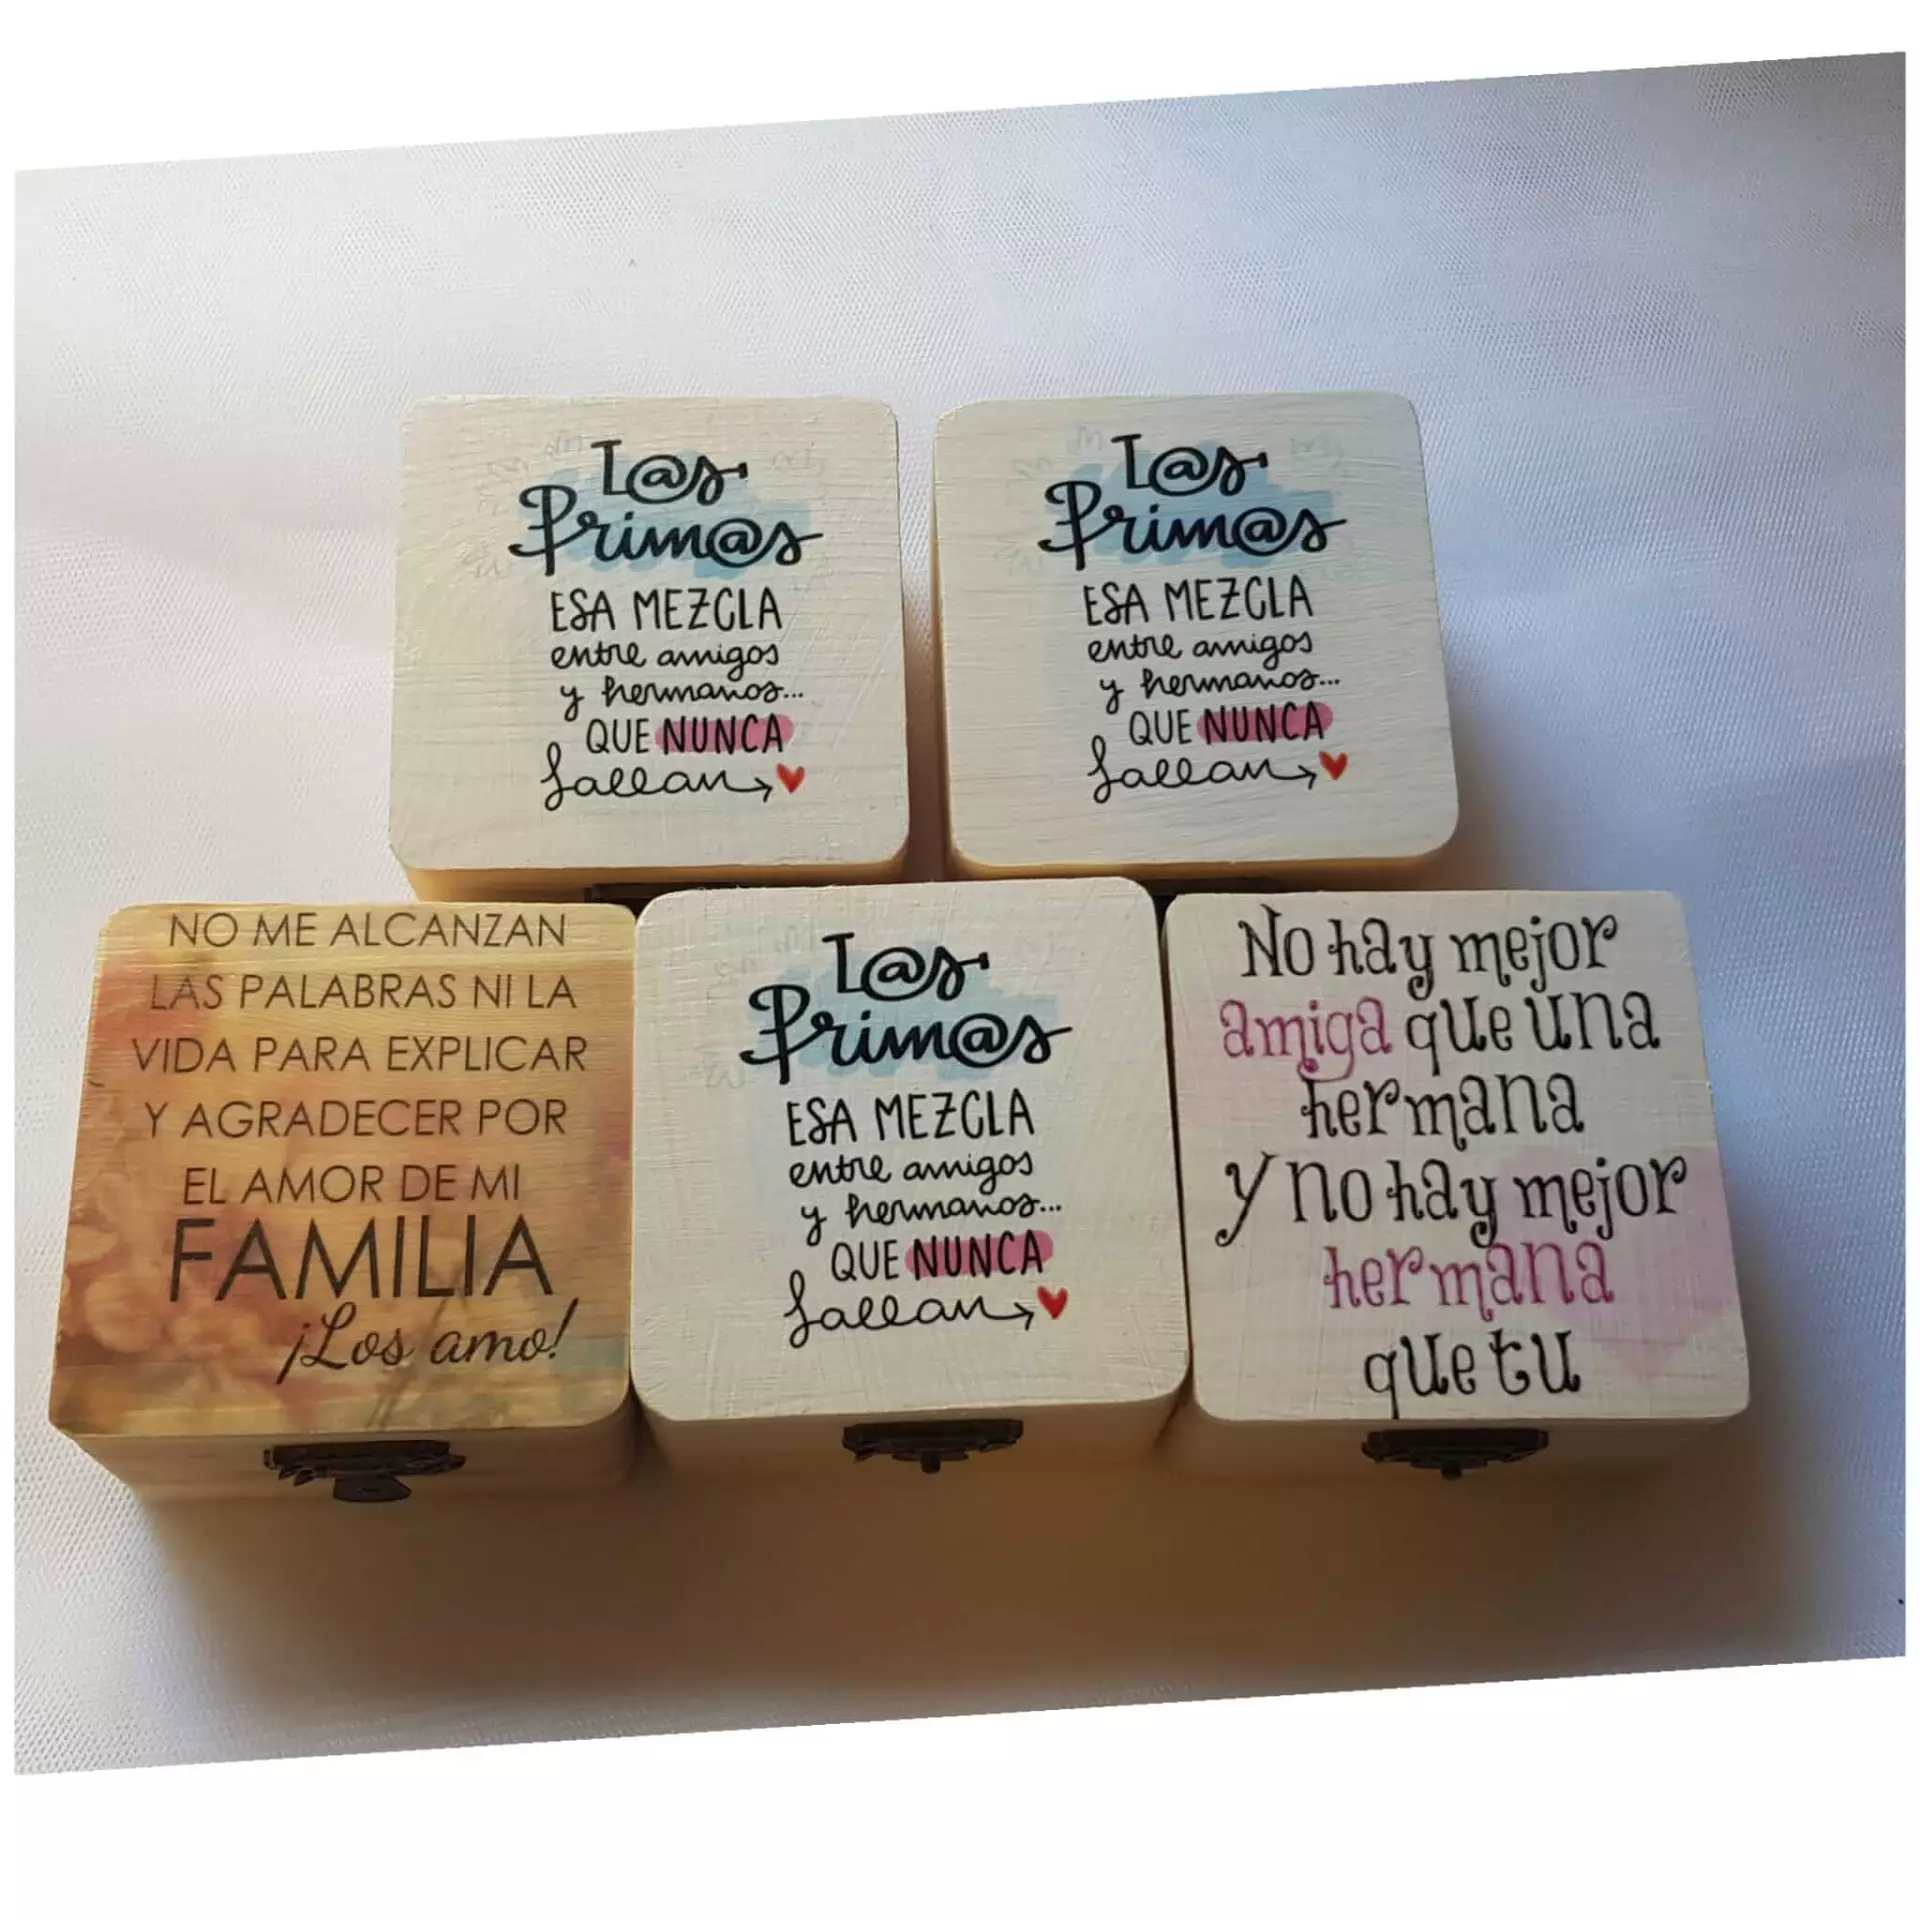 L@s
Prim@s
ESA MEZCLA
entre amigos
y hermanos...
QUE NUNCA
fallan
L@s
Prim@s
ESA MEZCLA
entre amigos
y hermanos...
QUE NUNCA
fallan
NO ME ALCANZAN
LAS PALABRAS NI LA
VIDA PARA EXPLICAR
Y AGRADECER POR
EL AMOR DE MI
FAMILIA
¡Los amo!
L@s
Prim@s
ESA MEZCLA
entre amigos
y hermanos...
QUE NUNCA
fallan
No hay mejor
amiga que una
hermana
y no hay mejor
hermana
que tu